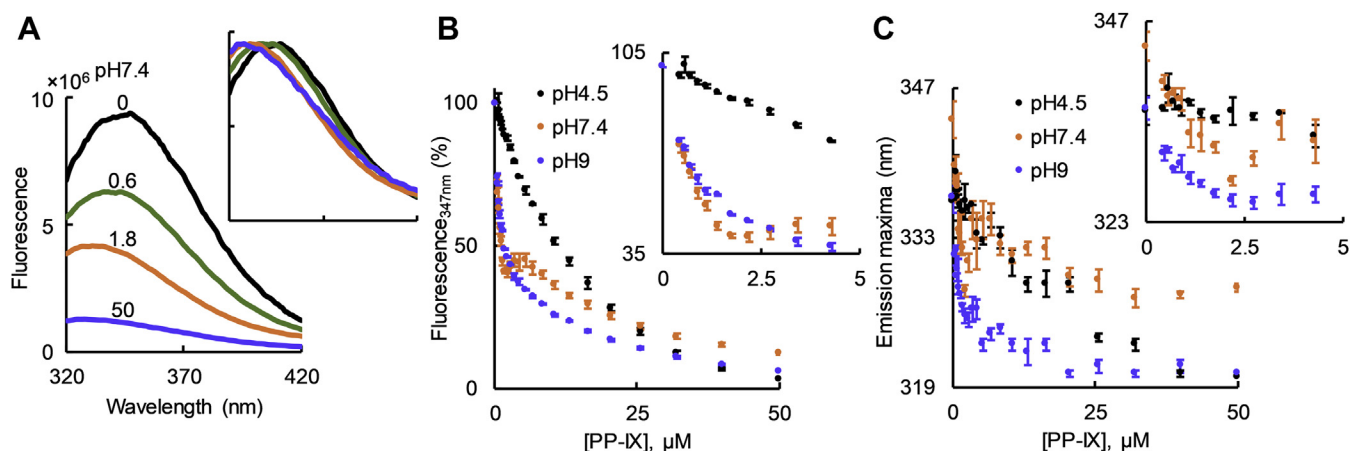 A
×10⁶ pH7.4
10
5
0
0
0.6
1.8
50
320
370
420
Fluorescence
Wavelength (nm)
B
pH4.5
pH7.4
pH9
100
50
0
0
25
50
Fluorescence347nm (%)
[PP-IX], µM
105
35
0
2.5
5
C
pH4.5
pH7.4
pH9
347
333
319
0
25
50
Emission maxima (nm)
[PP-IX], µM
347
323
0
2.5
5